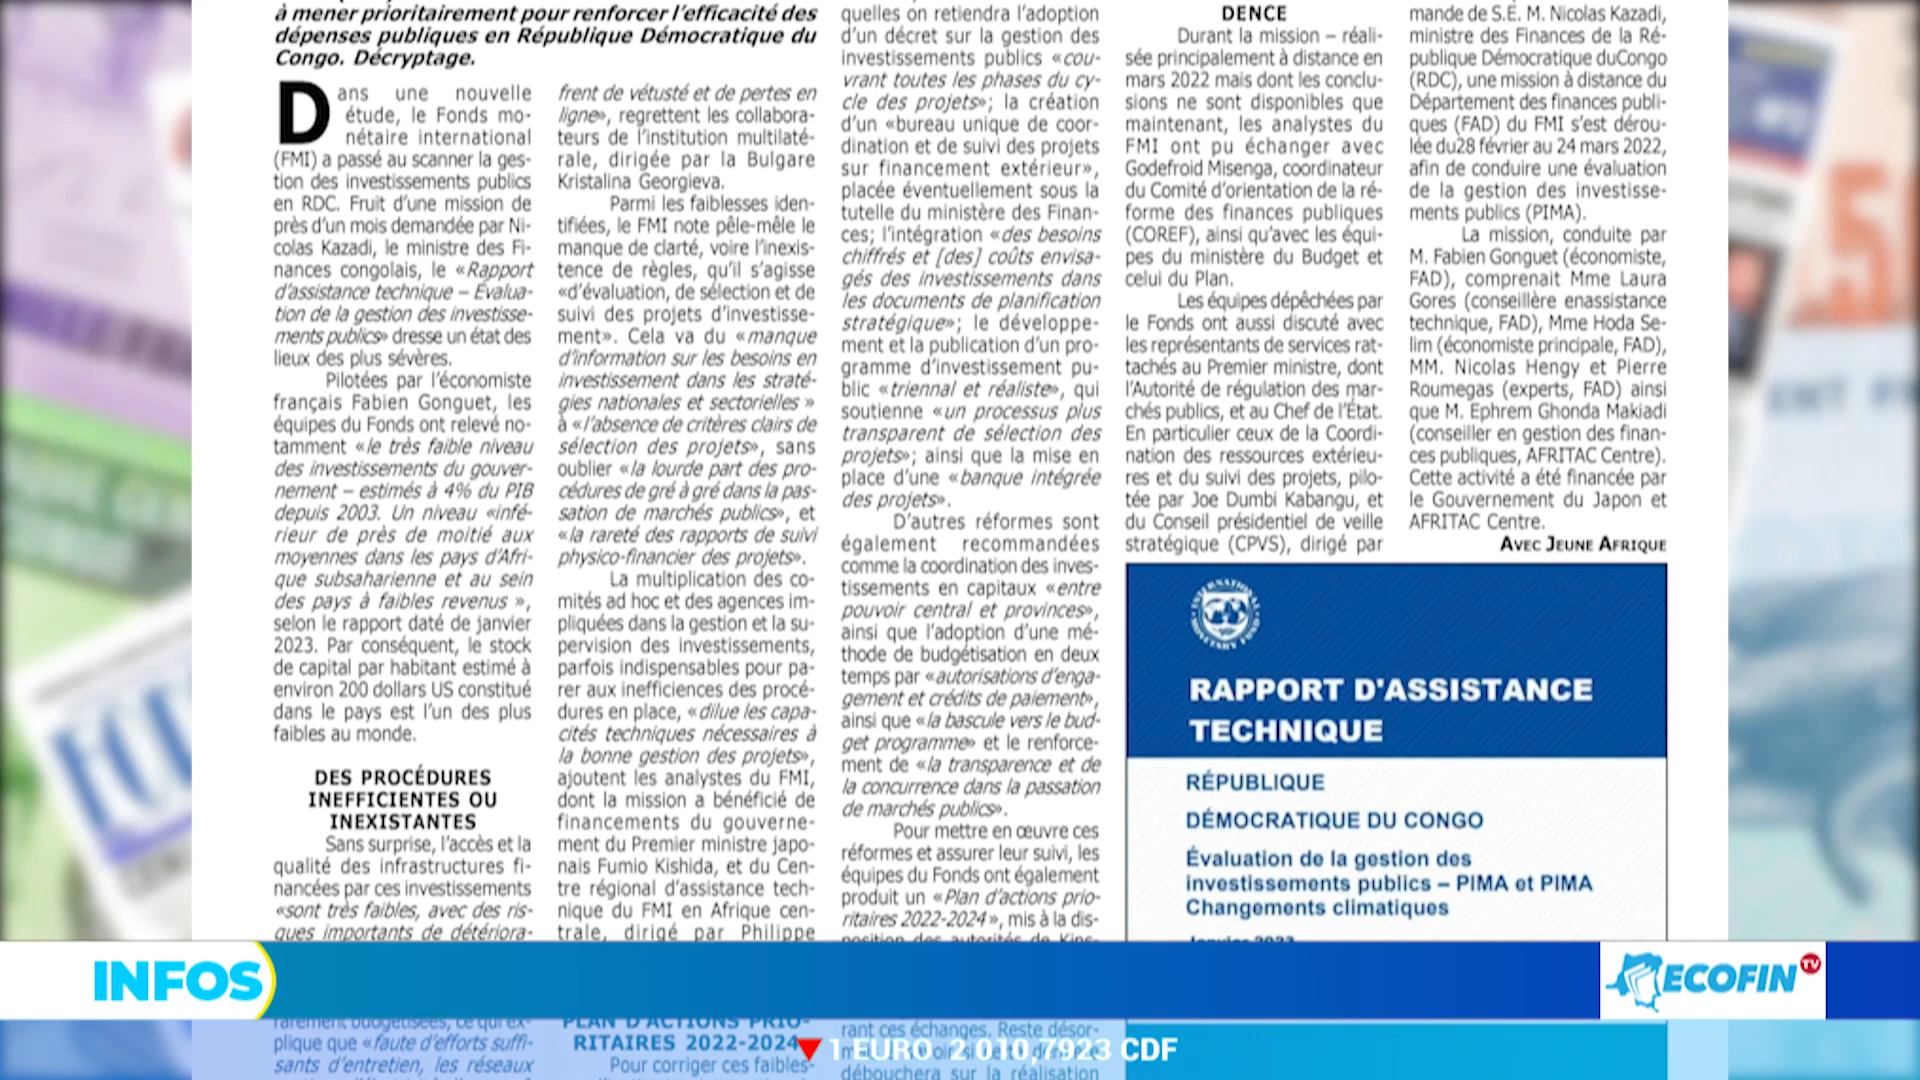 à mener prioritairement pour renforcer l'efficacité des
dépenses publiques en République Démocratique du
Congo. Décryptage.
Dans une nouvelle
étude, le Fonds mo-
nétaire international
(FMI) a passé au scanner la ges-
tion des investissements publics
en RDC. Fruit d'une mission de
près d'un mois demandée par Ni-
colas Kazadi, le ministre des Fi-
nances congolais, le «Rapport
d'assistance technique – Évalua-
tion de la gestion des investisse-
ments publics» dresse un état des
lieux des plus sévères.
Pilotées par l'économiste
français Fabien Gonguet, les
équipes du Fonds ont relevé no-
tamment «le très faible niveau
des investissements du gouver-
nement – estimés à 4% du PIB
depuis 2003. Un niveau «infé-
rieur de près de moitié aux
moyennes dans les pays d'Afri-
que subsaharienne et au sein
des pays à faibles revenus »,
selon le rapport daté de janvier
2023. Par conséquent, le stock
de capital par habitant estimé à
environ 200 dollars US constitué
dans le pays est l'un des plus
faibles au monde.
DES PROCÉDURES
INEFFICIENTES OU
INEXISTANTES
Sans surprise, l'accès et la
qualité des infrastructures fi-
nancées par ces investissements
«sont très faibles, avec des ris-
ques importants de détériora-
rarement budgétisées, ce qui ex-
plique que «faute d'efforts suffi-
sants d'entretien, les réseaux
frent de vétusté et de pertes en
ligne», regrettent les collabora-
teurs de l'institution multilaté-
rale, dirigée par la Bulgare
Kristalina Georgieva.
Parmi les faiblesses iden-
tifiées, le FMI note pêle-mêle le
manque de clarté, voire l'inexis-
tence de règles, qu'il s'agisse
«d'évaluation, de sélection et de
suivi des projets d'investisse-
ment». Cela va du «manque
d'information sur les besoins en
investissement dans les straté-
gies nationales et sectorielles »
à «l'absence de critères clairs de
sélection des projets», sans
oublier «la lourde part des pro-
cédures de gré à gré dans la pas-
sation de marchés publics», et
«la rareté des rapports de suivi
physico-financier des projets».
La multiplication des co-
mités ad hoc et des agences im-
pliquées dans la gestion et la su-
pervision des investissements,
parfois indispensables pour pa-
rer aux inefficiences des procé-
dures en place, «dilue les capa-
cités techniques nécessaires à
la bonne gestion des projets»,
ajoutent les analystes du FMI,
dont la mission a bénéficié de
financements du gouverne-
ment du Premier ministre japo-
nais Fumio Kishida, et du Cen-
tre régional d'assistance tech-
nique du FMI en Afrique cen-
trale, dirigé par Philippe
PLAN D'ACTIONS PRIO-
RITAIRES 2022-2024
Pour corriger ces faibles-
quelles on retiendra l'adoption
d'un décret sur la gestion des
investissements publics «cou-
vrant toutes les phases du cy-
cle des projets»; la création
d'un «bureau unique de coor-
dination et de suivi des projets
sur financement extérieur»,
placée éventuellement sous la
tutelle du ministère des Finan-
ces; l'intégration «des besoins
chiffrés et [des] coûts envisa-
gés des investissements dans
les documents de planification
stratégique»; le développe-
ment et la publication d'un pro-
gramme d'investissement pu-
blic «triennal et réaliste», qui
soutienne «un processus plus
transparent de sélection des
projets»; ainsi que la mise en
place d'une «banque intégrée
des projets».
D'autres réformes sont
également recommandées
comme la coordination des inves-
tissements en capitaux «entre
pouvoir central et provinces»,
ainsi que l'adoption d'une mé-
thode de budgétisation en deux
temps par «autorisations d'enga-
gement et crédits de paiement»,
ainsi que «la bascule vers le bud-
get programme» et le renforce-
ment de «la transparence et de
la concurrence dans la passation
de marchés publics».
Pour mettre en œuvre ces
réformes et assurer leur suivi, les
équipes du Fonds ont également
produit un «Plan d'actions prio-
ritaires 2022-2024», mis à la dis-
position des autorités de Kins-
rant ces échanges. Reste désor-
débouchera sur la réalisation
DENCE
Durant la mission – réali-
sée principalement à distance en
mars 2022 mais dont les conclu-
sions ne sont disponibles que
maintenant, les analystes du
FMI ont pu échanger avec
Godefroid Misenga, coordinateur
du Comité d'orientation de la ré-
forme des finances publiques
(COREF), ainsi qu'avec les équi-
pes du ministère du Budget et
celui du Plan.
Les équipes dépêchées par
le Fonds ont aussi discuté avec
les représentants de services rat-
tachés au Premier ministre, dont
l'Autorité de régulation des mar-
chés publics, et au Chef de l'État.
En particulier ceux de la Coordi-
nation des ressources extérieu-
res et du suivi des projets, pilo-
tée par Joe Dumbi Kabangu, et
du Conseil présidentiel de veille
stratégique (CPVS), dirigé par
mande de S.E. M. Nicolas Kazadi,
ministre des Finances de la Ré-
publique Démocratique duCongo
(RDC), une mission à distance du
Département des finances publi-
ques (FAD) du FMI s'est dérou-
lée du28 février au 24 mars 2022,
afin de conduire une évaluation
de la gestion des investisse-
ments publics (PIMA).
La mission, conduite par
M. Fabien Gonguet (économiste,
FAD), comprenait Mme Laura
Gores (conseillère enassistance
technique, FAD), Mme Hoda Se-
lim (économiste principale, FAD),
MM. Nicolas Hengy et Pierre
Roumegas (experts, FAD) ainsi
que M. Ephrem Ghonda Makiadi
(conseiller en gestion des finan-
ces publiques, AFRITAC Centre).
Cette activité a été financée par
le Gouvernement du Japon et
AFRITAC Centre.
AVEC JEUNE AFRIQUE
INTERNATIONAL MONETARY FUND
RAPPORT D'ASSISTANCE
TECHNIQUE
RÉPUBLIQUE
DÉMOCRATIQUE DU CONGO
Évaluation de la gestion des
investissements publics – PIMA et PIMA
Changements climatiques
Janvier 2023
INFOS
ECOFIN TV
1 EURO 2 010,7923 CDF